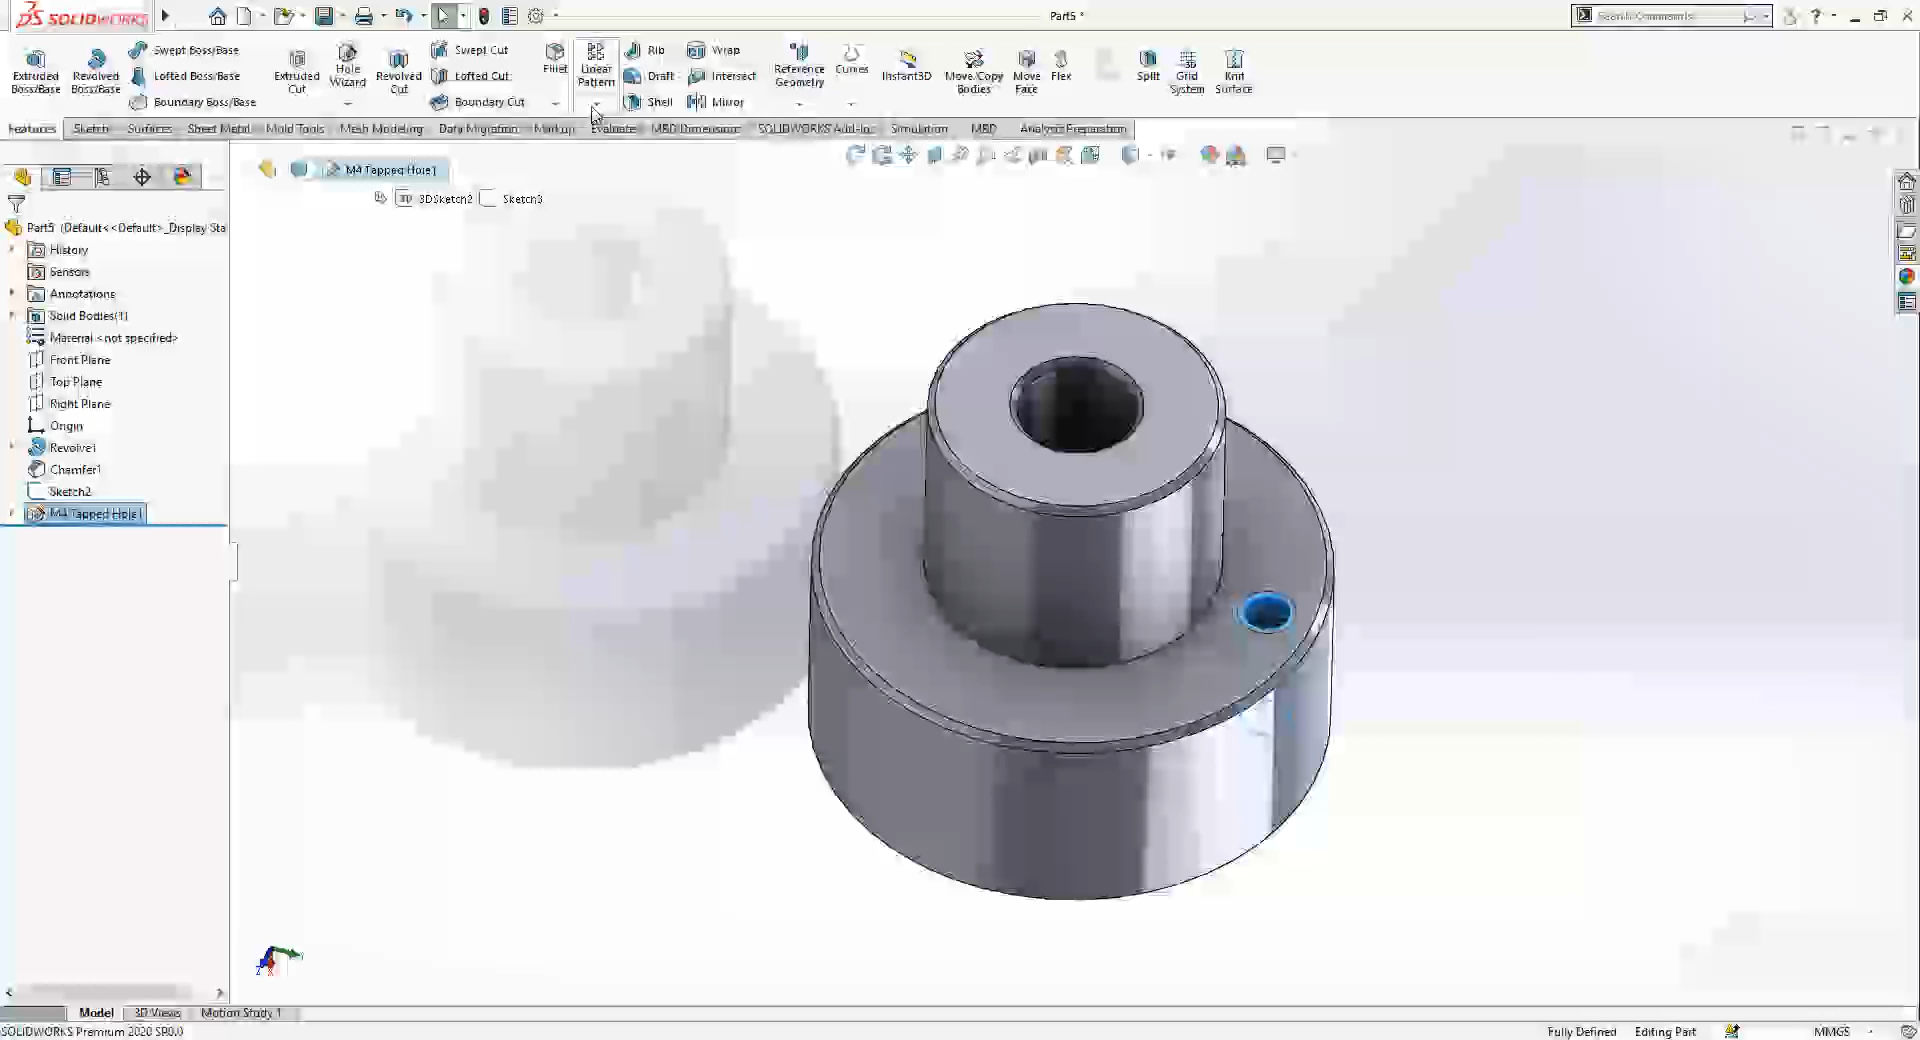 SOLIDWORKS
Part5 *
Search Commands
Extruded Boss/Base
Revolved Boss/Base
Swept Boss/Base
Lofted Boss/Base
Boundary Boss/Base
Extruded Cut
Hole Wizard
Revolved Cut
Swept Cut
Lofted Cut
Boundary Cut
Fillet
Linear Pattern
Rib
Draft
Shell
Wrap
Intersect
Mirror
Reference Geometry
Curves
Instant3D
Move/Copy Bodies
Move Face
Flex
Split
Grid System
Knit Surface
Features
Sketch
Surfaces
Sheet Metal
Mold Tools
Mesh Modeling
Data Migration
Markup
Evaluate
MBD Dimensions
SOLIDWORKS Add-Ins
Simulation
MBD
Analysis Preparation
M4 Tapped Hole1
3DSketch2
Sketch3
Part5 (Default<<Default>_Display Sta
History
Sensors
Annotations
Solid Bodies(1)
Material <not specified>
Front Plane
Top Plane
Right Plane
Origin
Revolve1
Chamfer1
Sketch2
M4 Tapped Hole1
Model
3D Views
Motion Study 1
SOLIDWORKS Premium 2020 SP0.0
Fully Defined
Editing Part
MMGS